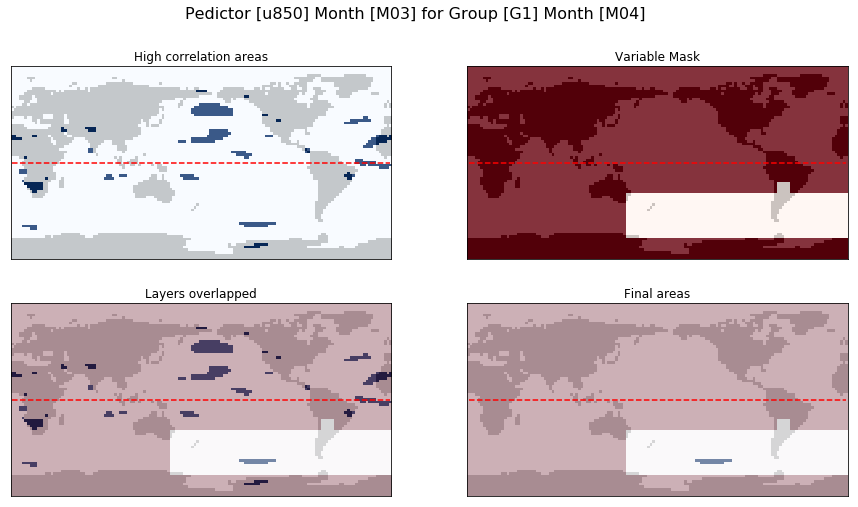 Pedictor [u850] Month [M03] for Group [G1] Month [M04]
High correlation areas
Variable Mask
Layers overlapped
Final areas